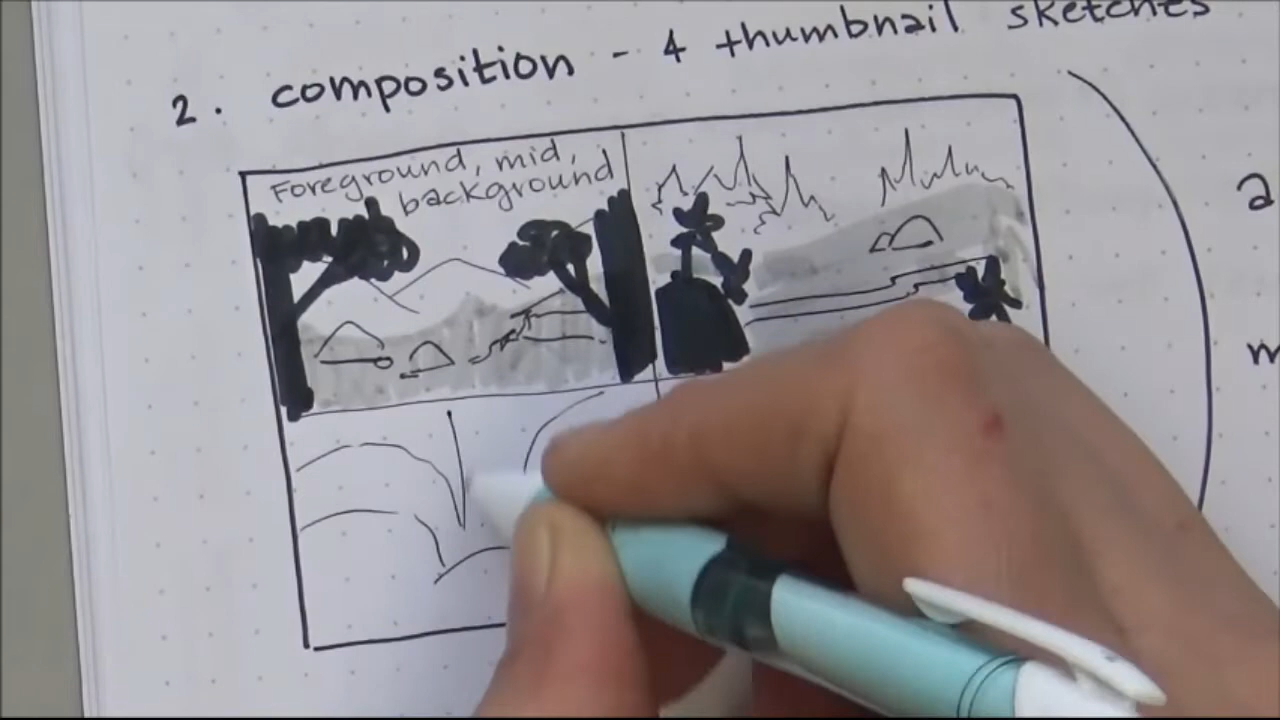 2. composition - 4 thumbnail sketches
Foreground, mid,
background
a
m